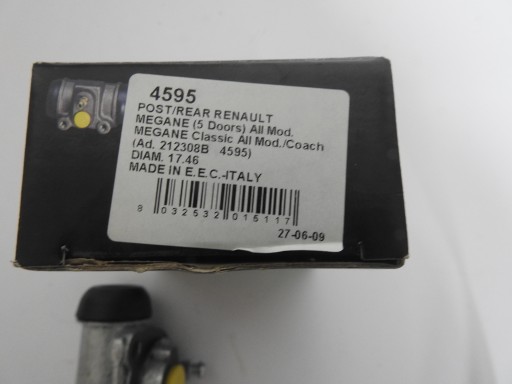 4595
POST/REAR RENAULT
MEGANE (5 Doors) All Mod.
MEGANE Classic All Mod./Coach
(Ad. 212308B 4595)
DIAM. 17.46
MADE IN E.E.C.-ITALY
8 032532 015117
27-06-09